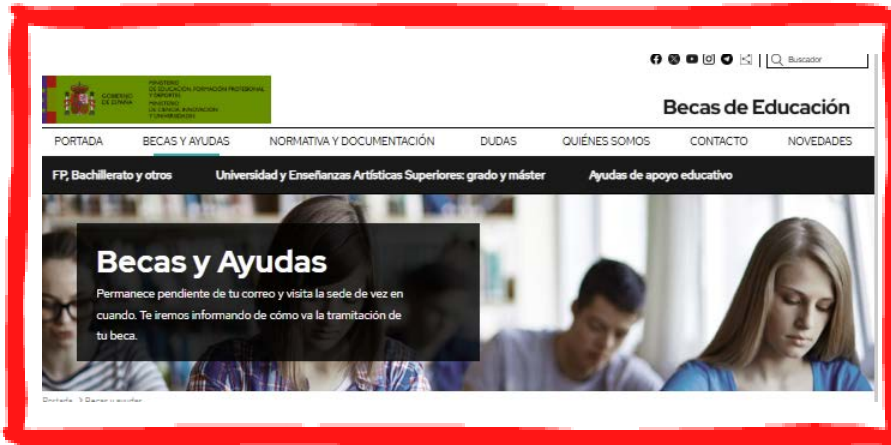 Buscador
GOBIERNO
DE ESPAÑA
MINISTERIO
DE EDUCACIÓN, FORMACIÓN PROFESIONAL
Y DEPORTES
MINISTERIO
DE CIENCIA, INNOVACIÓN
Y UNIVERSIDADES
Becas de Educación
PORTADA BECAS Y AYUDAS NORMATIVA Y DOCUMENTACIÓN DUDAS QUIÉNES SOMOS CONTACTO NOVEDADES
FP, Bachillerato y otros Universidad y Enseñanzas Artísticas Superiores: grado y máster Ayudas de apoyo educativo
Becas y Ayudas
Permanece pendiente de tu correo y visita la sede de vez en
cuando. Te iremos informando de cómo va la tramitación de
tu beca.